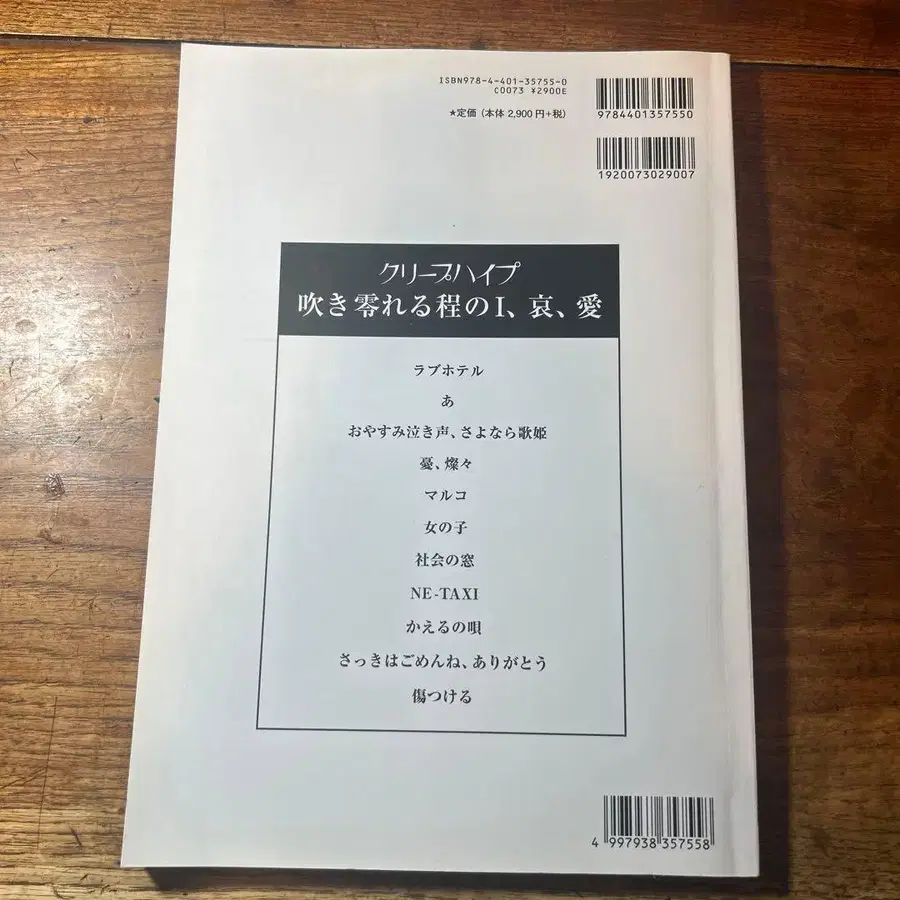 ISBN978-4-401-35755-0
C0073 ¥2900E
★定価（本体 2,900 円+税）
9784401357550
1920073029007
クリープハイプ
吹き零れる程のI、哀、愛
ラブホテル
あ
おやすみ泣き声、さよなら歌姫
憂、燦々
マルコ
女の子
社会の窓
NE-TAXI
かえるの唄
さっきはごめんね、ありがとう
傷つける
4 997938 357558